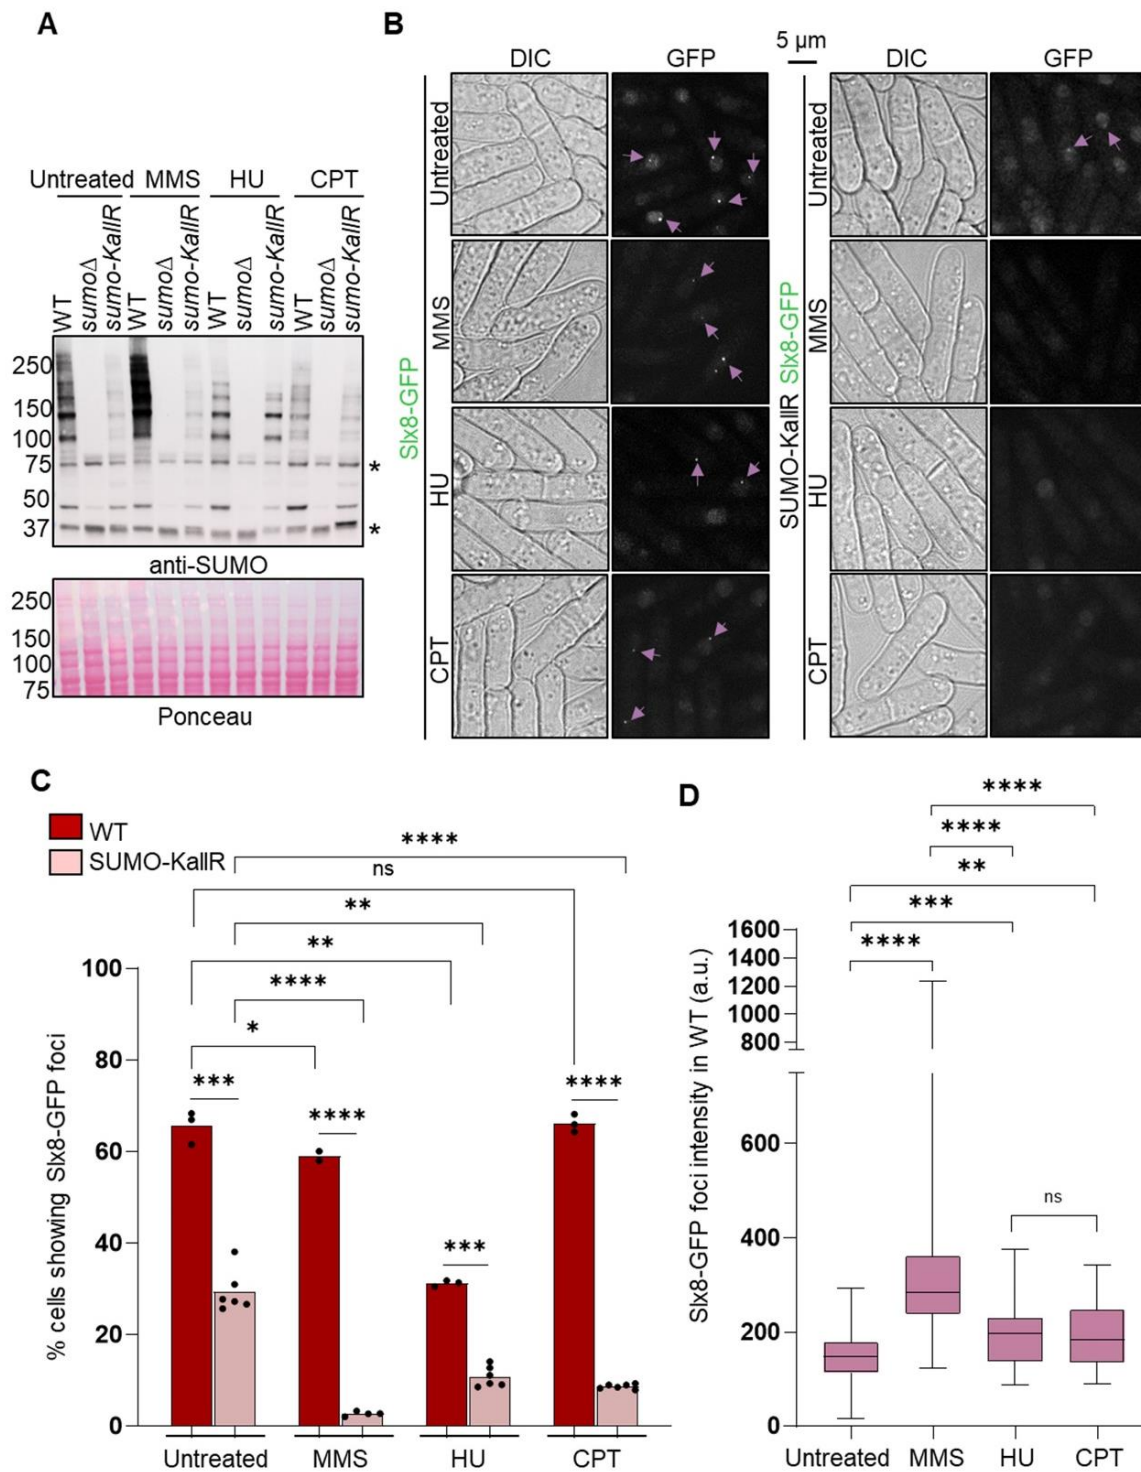 A
Untreated MMS HU CPT
WT
sumoΔ
sumo-KallR
WT
sumoΔ
sumo-KallR
WT
sumoΔ
sumo-KallR
WT
sumoΔ
sumo-KallR
250
150
100
75
50
37
*
*
anti-SUMO
250
150
100
75
Ponceau
B
5 µm
DIC GFP DIC GFP
Slx8-GFP
Untreated
MMS
HU
CPT
SUMO-KallR Slx8-GFP
Untreated
MMS
HU
CPT
C
WT
SUMO-KallR
****
ns
**
**
****
*
***
****
***
****
% cells showing Slx8-GFP foci
100
80
60
40
20
0
Untreated MMS HU CPT
D
****
****
**
***
****
ns
Slx8-GFP foci intensity in WT (a.u.)
1600
1400
1200
1000
800
600
400
200
0
Untreated MMS HU CPT